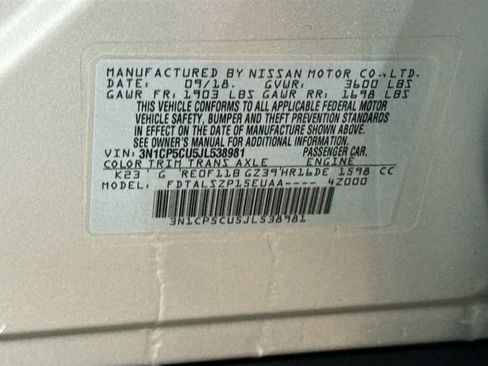 MANUFACTURED BY NISSAN MOTOR CO., LTD.
DATE: 09/18. GVWR: 3600 LBS
GAWR FR: 1903 LBS GAWR RR: 1698 LBS
THIS VEHICLE CONFORMS TO ALL APPLICABLE FEDERAL MOTOR
VEHICLE SAFETY, BUMPER AND THEFT PREVENTION STANDARDS
IN EFFECT ON THE DATE OF MANUFACTURE SHOWN ABOVE.
SEE OWNER'S MANUAL FOR ADDITIONAL INFORMATION.
VIN: 3N1CP5CU5JL538981 PASSENGER CAR.
COLOR TRIM TRANS AXLE ENGINE
K23 G RE0F11B GZ39 HR16DE 1598 CC
MODEL: FDTALSZP15EUAA---- 4Z000
3N1CP5CU5JL538981